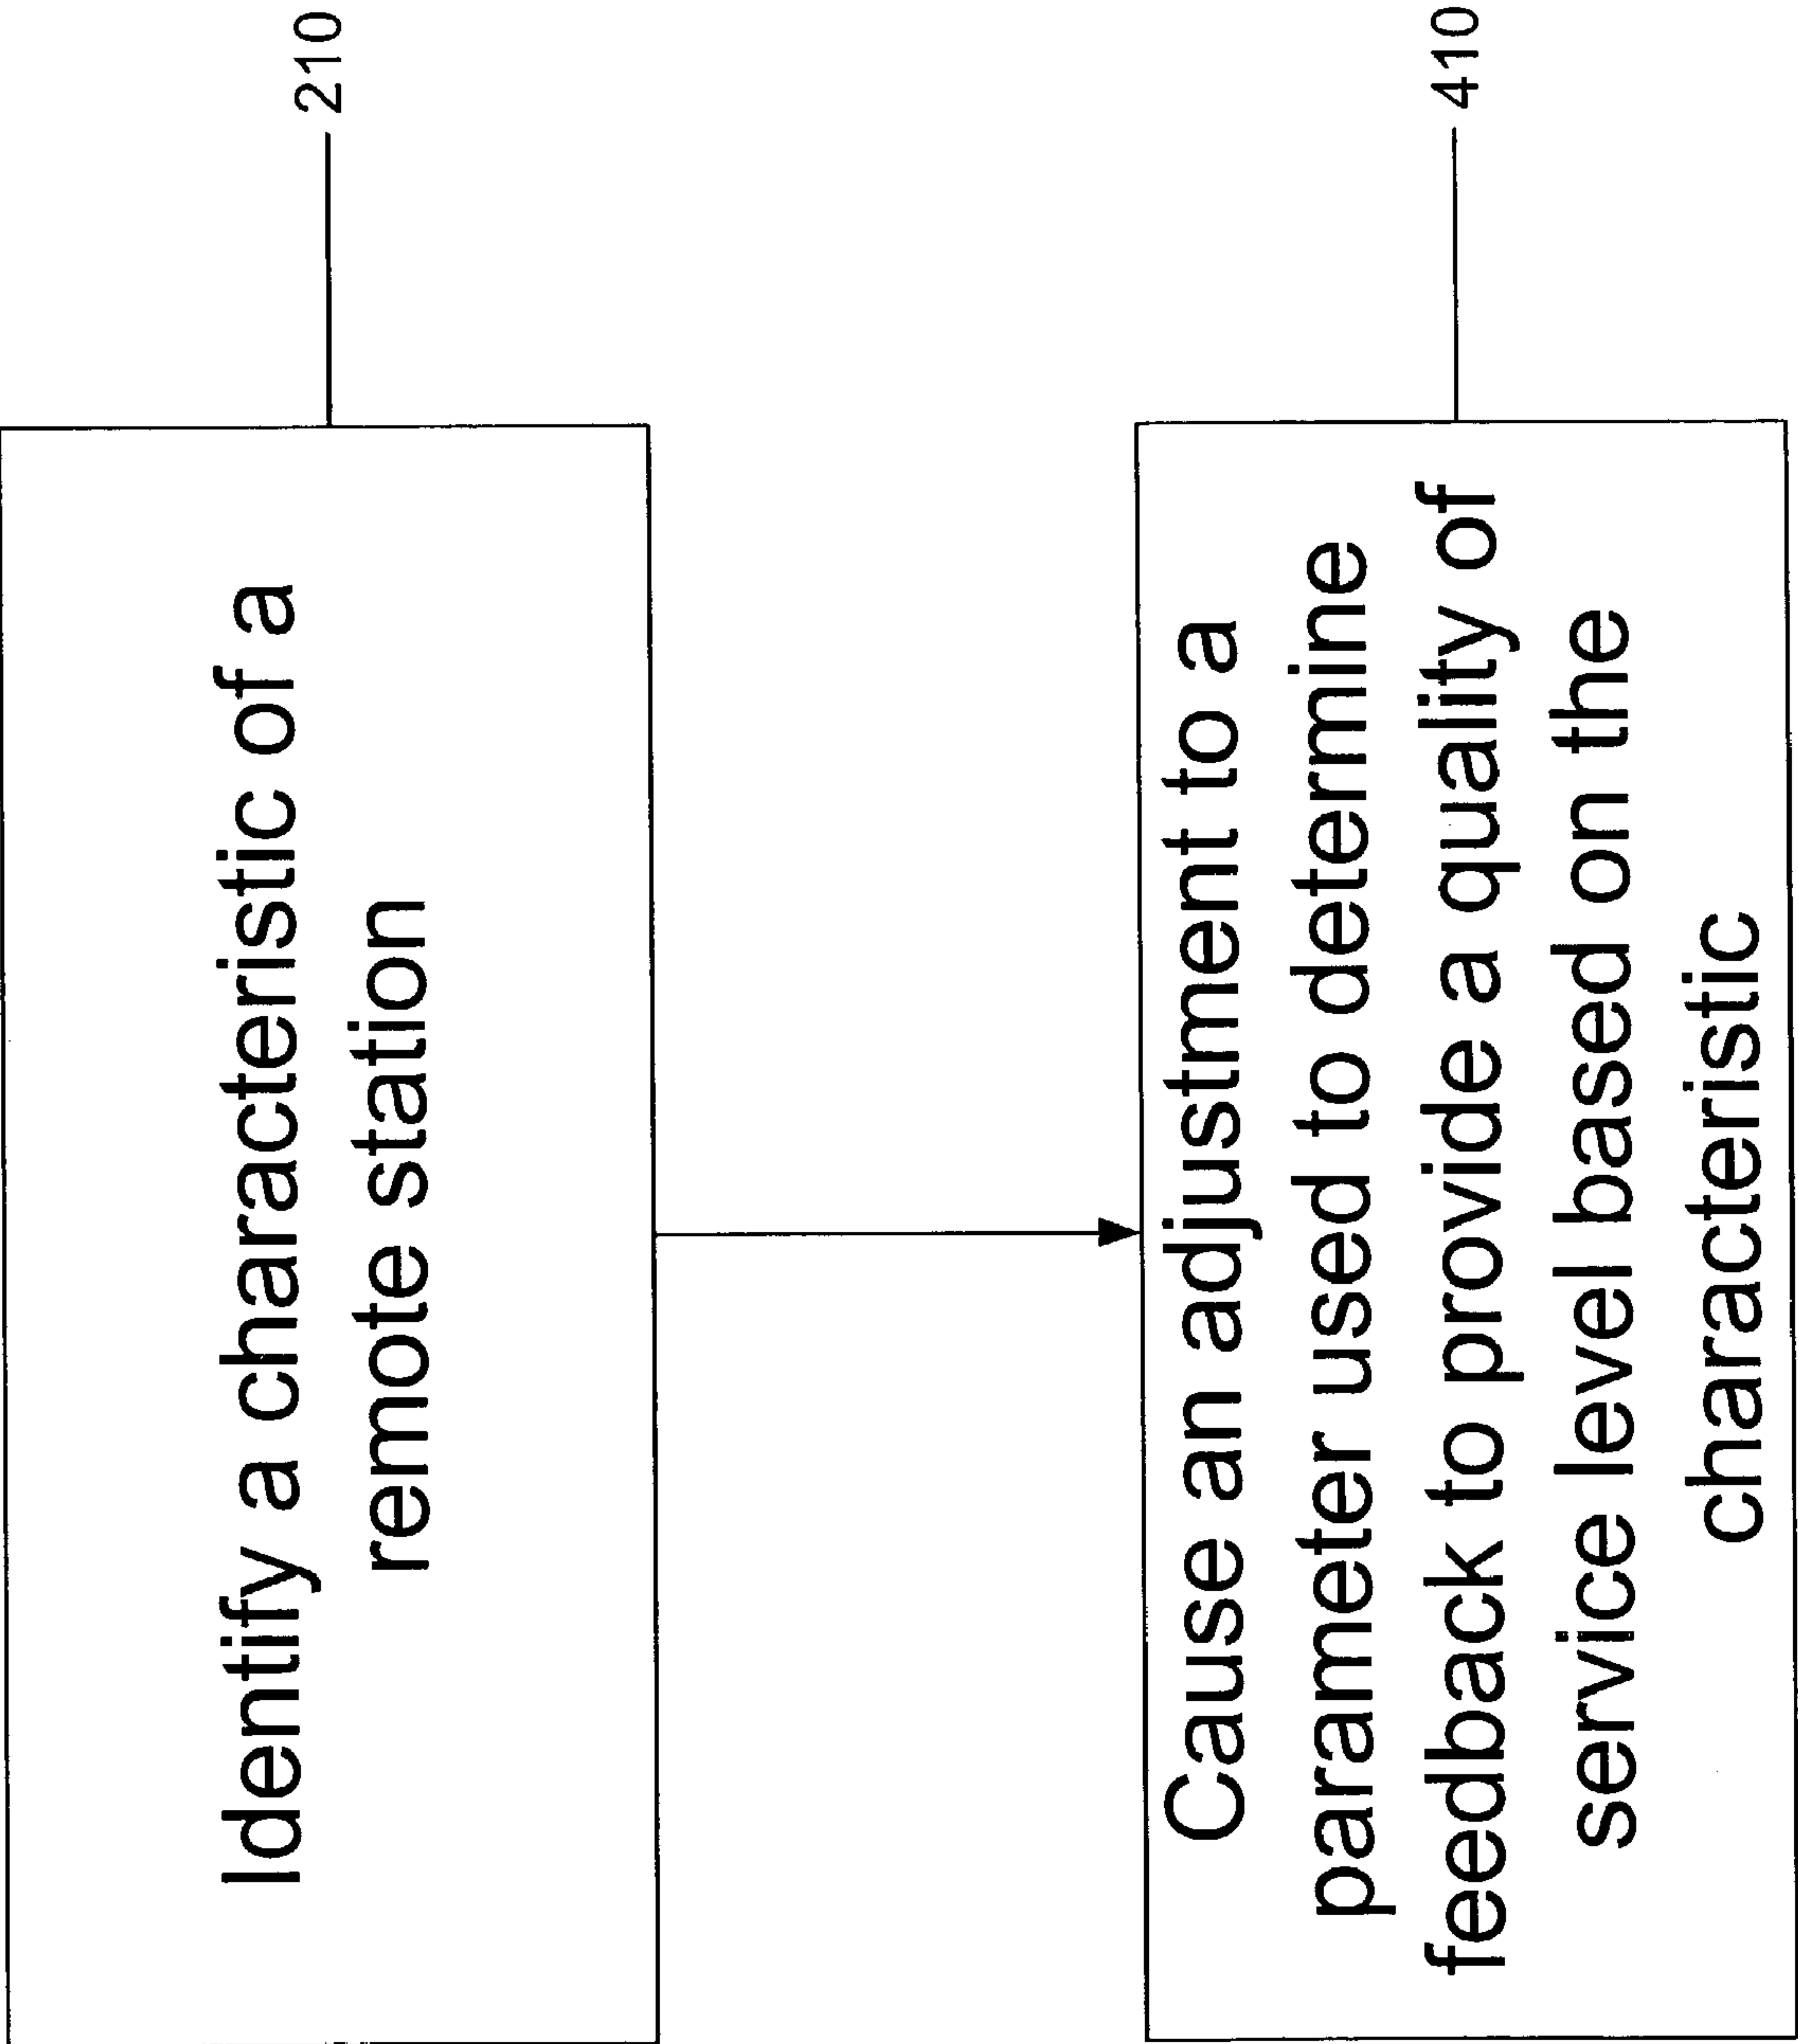 Identify a characteristic of a
remote station
210
Cause an adjustment to a
parameter used to determine
feedback to provide a quality of
service level based on the
characteristic
410